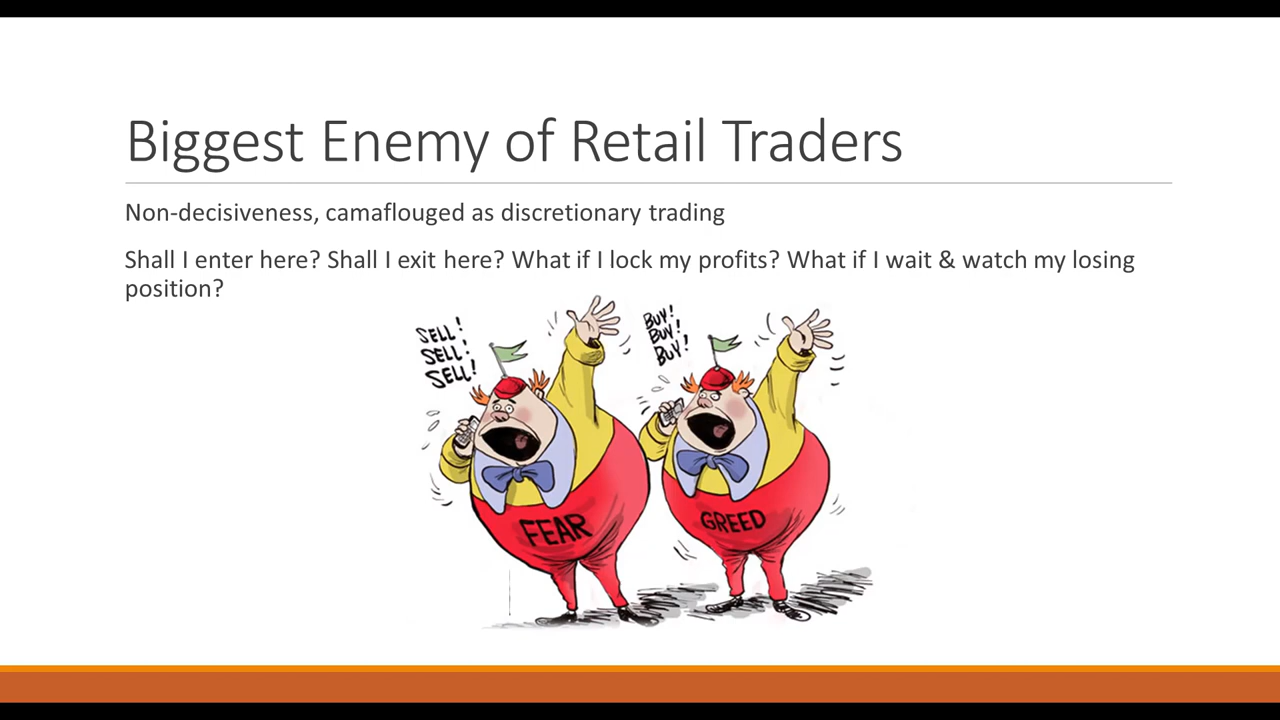 Biggest Enemy of Retail Traders
Non-decisiveness, camaflouged as discretionary trading
Shall I enter here? Shall I exit here? What if I lock my profits? What if I wait & watch my losing
position?
SELL!
SELL!
SELL!
BUY!
BUY!
BUY!
FEAR
GREED